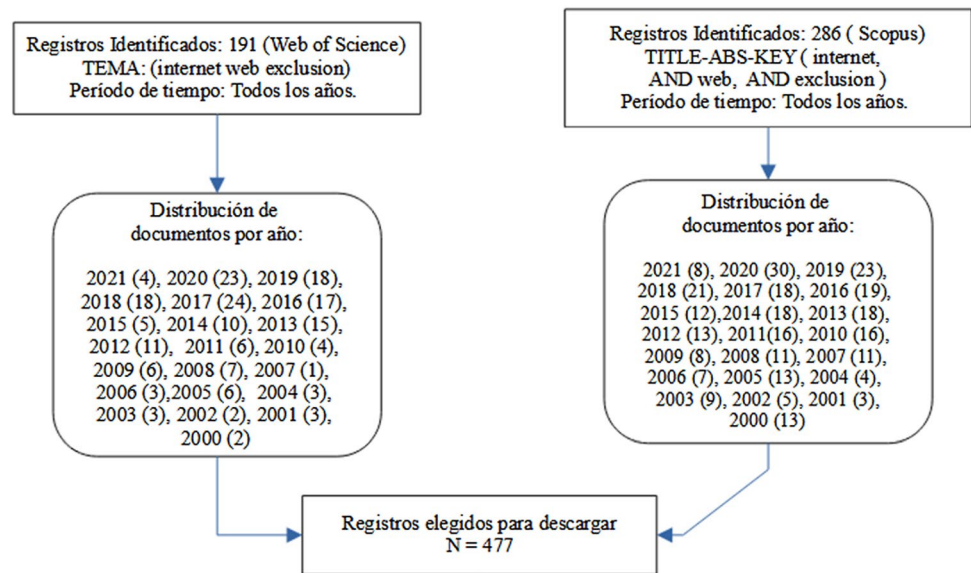 Registros Identificados: 191 (Web of Science)
TEMA: (internet web exclusion)
Período de tiempo: Todos los años.
Registros Identificados: 286 ( Scopus)
TITLE-ABS-KEY ( internet,
AND web, AND exclusion )
Período de tiempo: Todos los años.
Distribución de
documentos por año:
2021 (4), 2020 (23), 2019 (18),
2018 (18), 2017 (24), 2016 (17),
2015 (5), 2014 (10), 2013 (15),
2012 (11), 2011 (6), 2010 (4),
2009 (6), 2008 (7), 2007 (1),
2006 (3),2005 (6), 2004 (3),
2003 (3), 2002 (2), 2001 (3),
2000 (2)
Distribución de
documentos por año:
2021 (8), 2020 (30), 2019 (23),
2018 (21), 2017 (18), 2016 (19),
2015 (12),2014 (18), 2013 (18),
2012 (13), 2011(16), 2010 (16),
2009 (8), 2008 (11), 2007 (11),
2006 (7), 2005 (13), 2004 (4),
2003 (9), 2002 (5), 2001 (3),
2000 (13)
Registros elegidos para descargar
N = 477